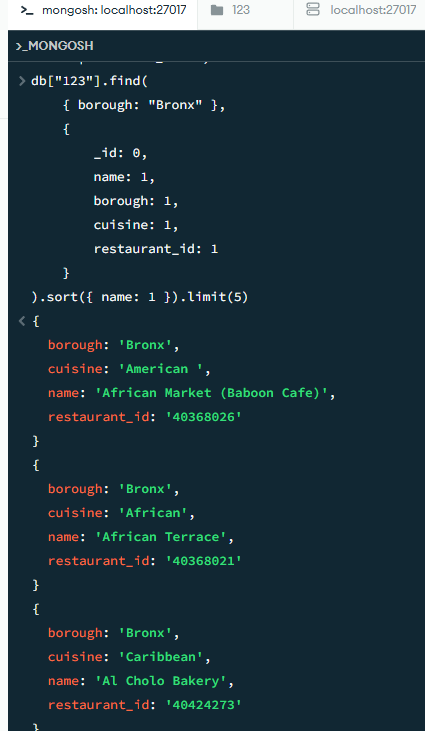 mongosh: localhost:27017 123 localhost:27017
>_MONGOSH
> db["123"].find(
{ borough: "Bronx" },
{
_id: 0,
name: 1,
borough: 1,
cuisine: 1,
restaurant_id: 1
}
).sort({ name: 1 }).limit(5)
< {
borough: 'Bronx',
cuisine: 'American ',
name: 'African Market (Baboon Cafe)',
restaurant_id: '40368026'
}
{
borough: 'Bronx',
cuisine: 'African',
name: 'African Terrace',
restaurant_id: '40368021'
}
{
borough: 'Bronx',
cuisine: 'Caribbean',
name: 'Al Cholo Bakery',
restaurant_id: '40424273'
}